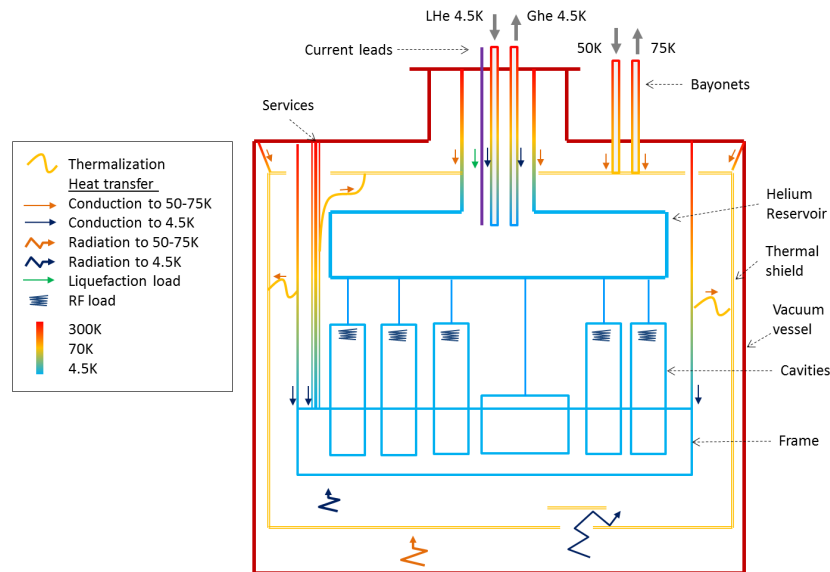 LHe 4.5K
Ghe 4.5K
Current leads
50K
75K
Bayonets
Services
Thermalization
Heat transfer
Conduction to 50-75K
Conduction to 4.5K
Radiation to 50-75K
Radiation to 4.5K
Liquefaction load
RF load
300K
70K
4.5K
Helium
Reservoir
Thermal
shield
Vacuum
vessel
Cavities
Frame